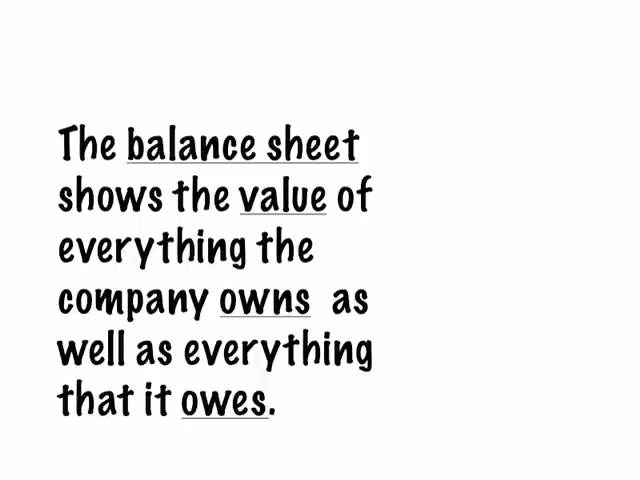 The balance sheet
shows the value of
everything the
company owns as
well as everything
that it owes.